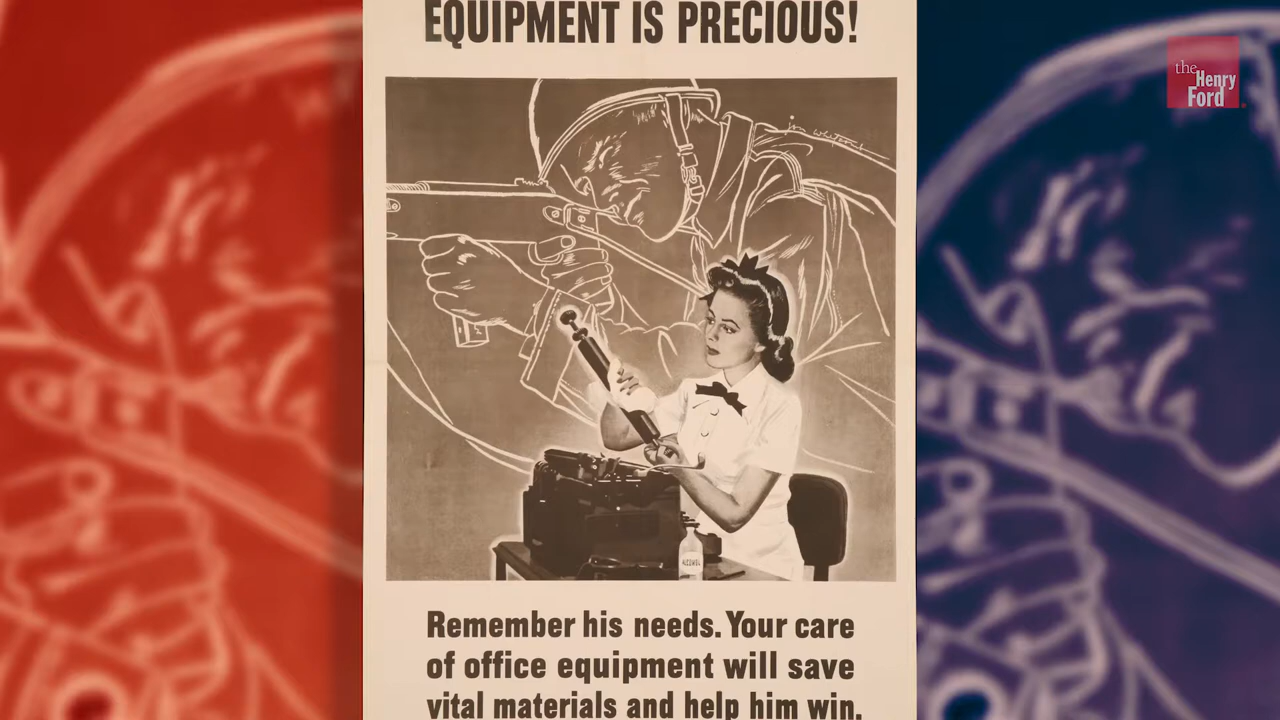 EQUIPMENT IS PRECIOUS!
the
Henry
Ford
ALCOHOL
Remember his needs. Your care
of office equipment will save
vital materials and help him win.